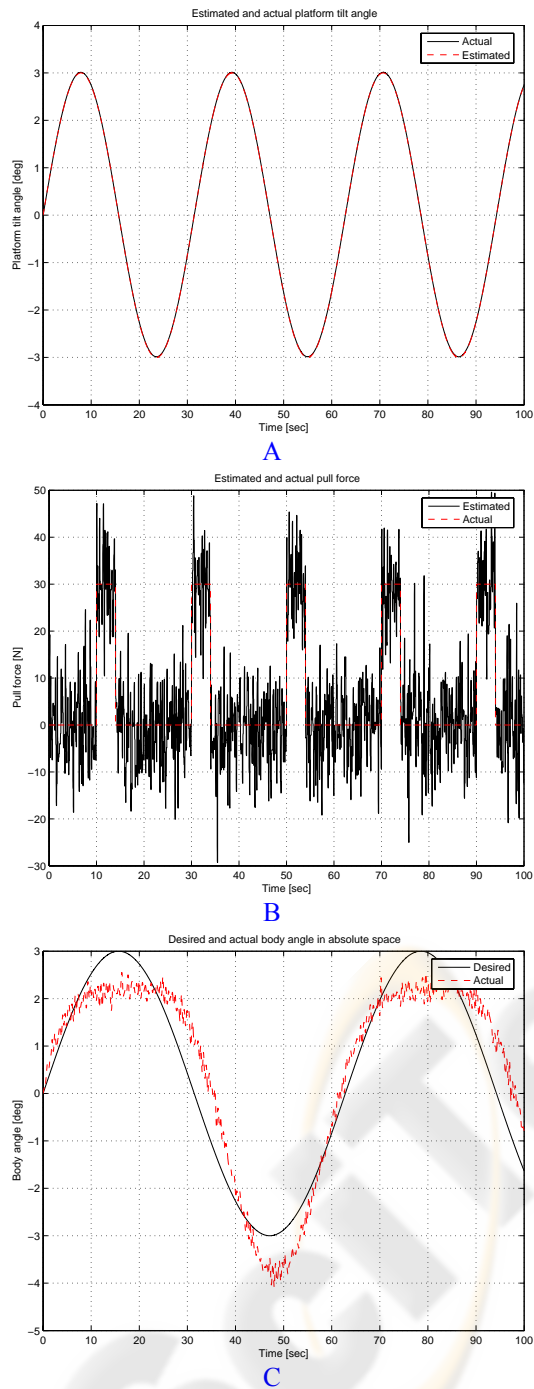 Estimated and actual platform tilt angle
4
3
2
1
0
−1
−2
−3
−4
Platform tilt angle [deg]
Actual
Estimated
0 10 20 30 40 50 60 70 80 90 100
Time [sec]
A
Estimated and actual pull force
50
40
30
20
10
0
−10
−20
−30
Pull force [N]
Estimated
Actual
0 10 20 30 40 50 60 70 80 90 100
Time [sec]
B
Desired and actual body angle in absolute space
3
2
1
0
−1
−2
−3
−4
−5
Body angle [deg]
Desired
Actual
0 10 20 30 40 50 60 70 80 90 100
Time [sec]
C